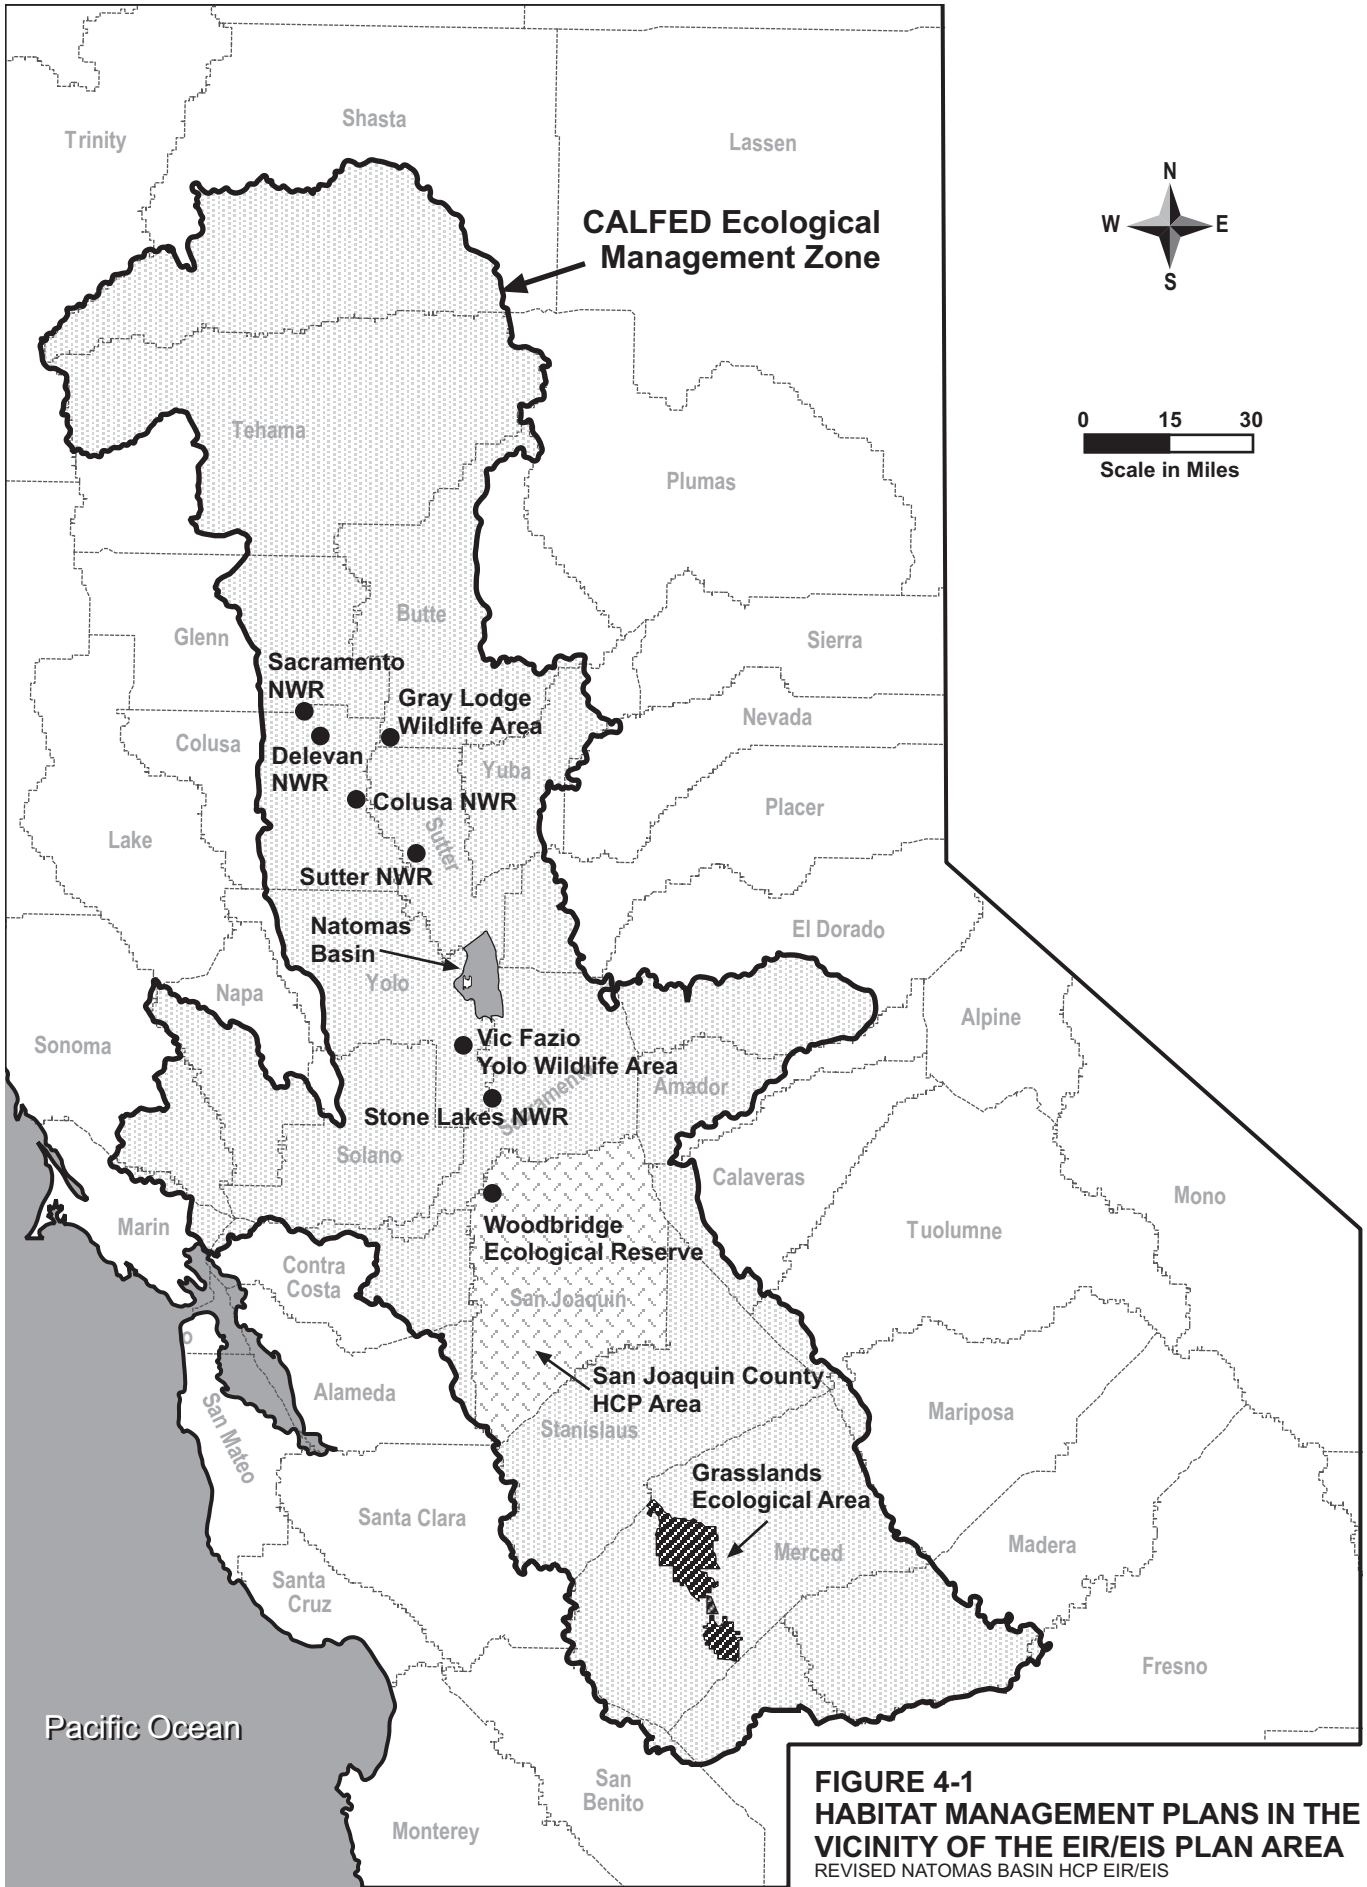 Shasta
Trinity
Lassen
CALFED Ecological
Management Zone
N
W
E
S
0 15 30
Scale in Miles
Tehama
Plumas
Butte
Glenn
Sierra
Sacramento
NWR
Gray Lodge
Wildlife Area
Nevada
Colusa
Delevan
NWR
Yuba
Colusa NWR
Placer
Sutter
Lake
Sutter NWR
Natomas
Basin
El Dorado
Yolo
Napa
Alpine
Sonoma
Vic Fazio
Yolo Wildlife Area
Sacramento
Amador
Stone Lakes NWR
Solano
Calaveras
Mono
Marin
Woodbridge
Ecological Reserve
Tuolumne
Contra
Costa
San Joaquin
o
San Joaquin County
HCP Area
Alameda
San Mateo
Stanislaus
Mariposa
Grasslands
Ecological Area
Santa Clara
Merced
Madera
Santa
Cruz
Fresno
Pacific Ocean
San
Benito
Monterey
FIGURE 4-1
HABITAT MANAGEMENT PLANS IN THE
VICINITY OF THE EIR/EIS PLAN AREA
REVISED NATOMAS BASIN HCP EIR/EIS